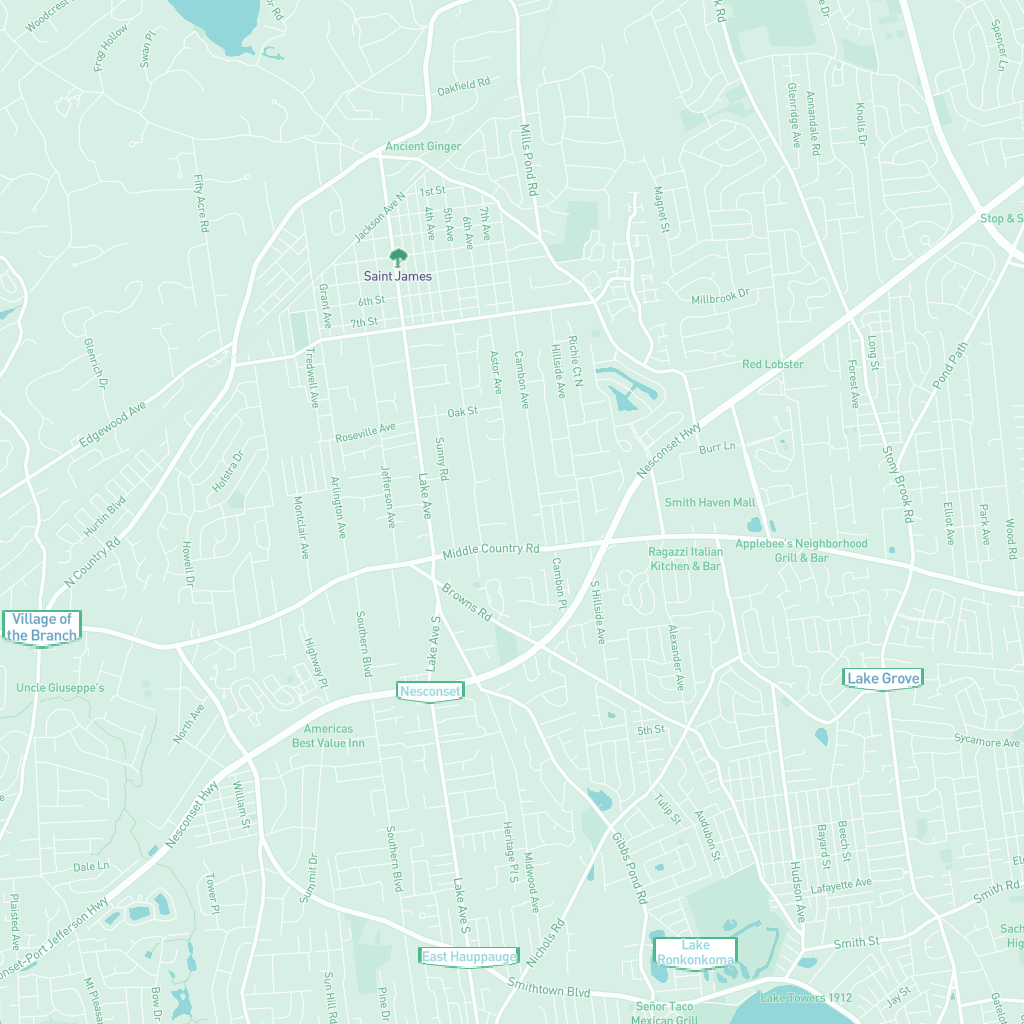 Woodcrest
Frog Hollow
Swan Pl
or Rd
ck Rd
e Dr
Spencer Ln
Oakfield Rd
Mills Pond Rd
Glenridge Ave
Annandale Rd
Knolls Dr
Ancient Ginger
Fifty Acre Rd
Jackson Ave N
1st St
4th Ave
5th Ave
6th Ave
7th Ave
Magnet St
Stop & S
Saint James
Grant Ave
6th St
7th St
Millbrook Dr
Glenrich Dr
Tredwell Ave
Astor Ave
Cambon Ave
Hillside Ave
Richie Ct N
Red Lobster
Long St
Forest Ave
Pond Path
Edgewood Ave
Oak St
Roseville Ave
Sunny Rd
Nesconset Hwy
Burr Ln
Stony Brook Rd
Holstra Dr
Hurtin Blvd
Montclair Ave
Arlington Ave
Jefferson Ave
Lake Ave
Smith Haven Mall
Elliot Ave
Park Ave
Wood Rd
N Country Rd
Howell Dr
Middle Country Rd
Ragazzi Italian
Kitchen & Bar
Applebee's Neighborhood
Grill & Bar
Cambon Pl
Browns Rd
S Hillside Ave
Village of
the Branch
Southern Blvd
Lake Ave S
Highway Pl
Alexander Ave
Uncle Giuseppe's
Nesconset
Lake Grove
North Ave
Americas
Best Value Inn
5th St
Sycamore Ave
Nesconset Hwy
William St
Tulip St
Audubon St
Bayard St
Beech St
Dale Ln
Southern Blvd
Heritage Pl S
Midwood Ave
Gibbs Pond Rd
Summit Dr
Tower Pl
Hudson Ave
Lafayette Ave
Smith Rd
Plaisted Ave
onset-Port Jefferson Hwy
Lake Ave S
Nichols Rd
Smith St
Sach
Hig
East Hauppauge
Lake
Ronkonkoma
Mt Pleasan
Bow Dr
Sun Hill Rd
Pine Dr
Smithtown Blvd
Señor Taco
Mexican Grill
Lake Towers 1912
Jay St
Gatelot